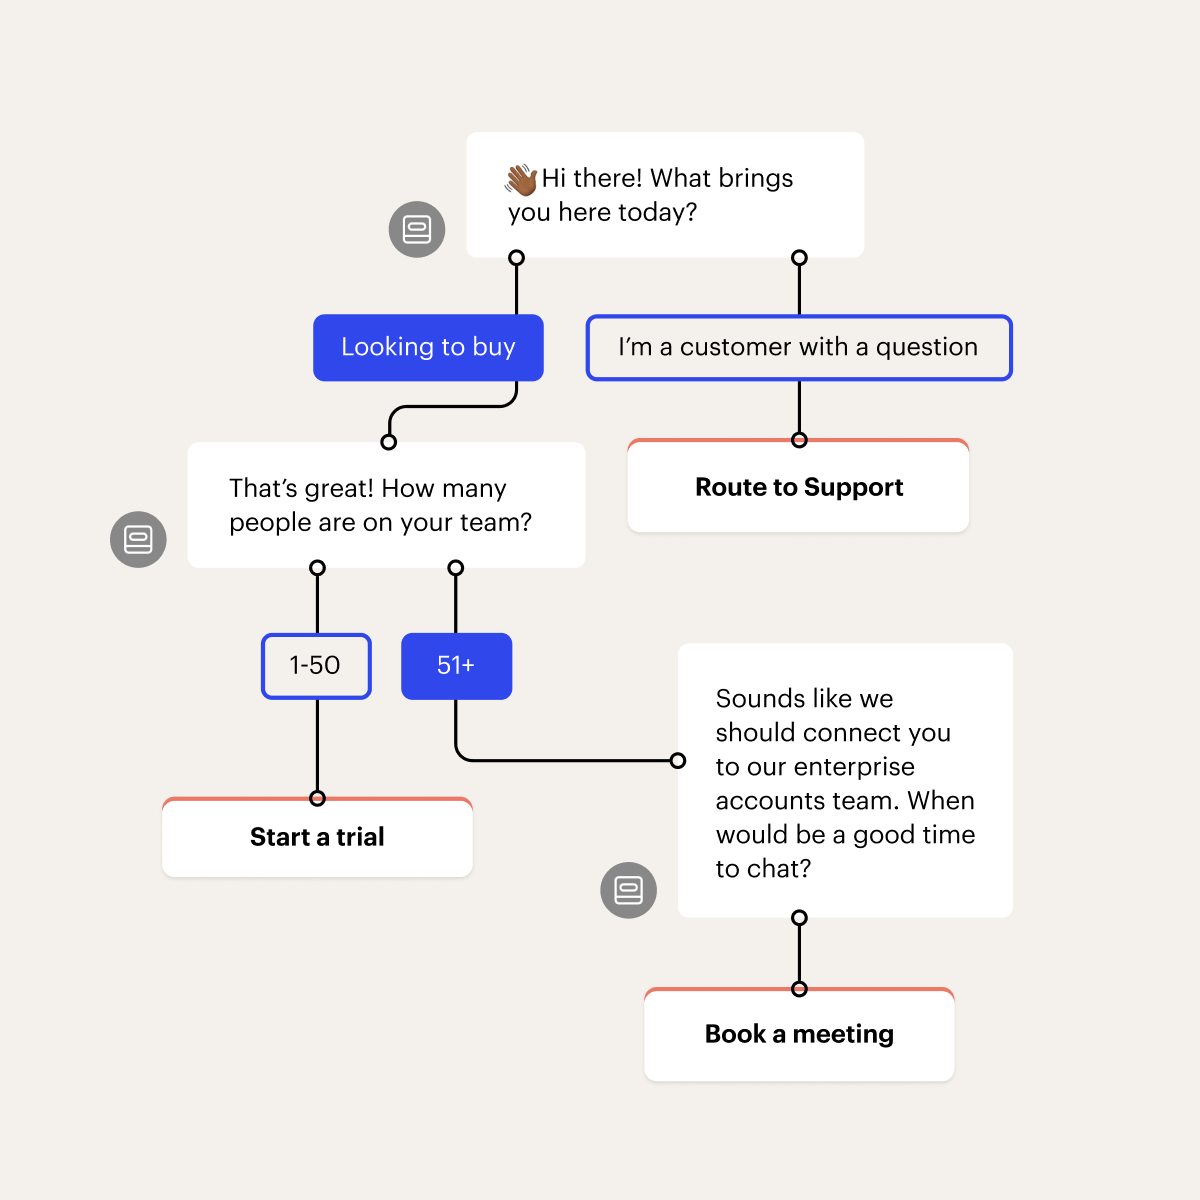 👋🏾Hi there! What brings
you here today?
Looking to buy
I’m a customer with a question
That’s great! How many
people are on your team?
Route to Support
1-50
51+
Sounds like we
should connect you
to our enterprise
accounts team. When
would be a good time
to chat?
Start a trial
Book a meeting